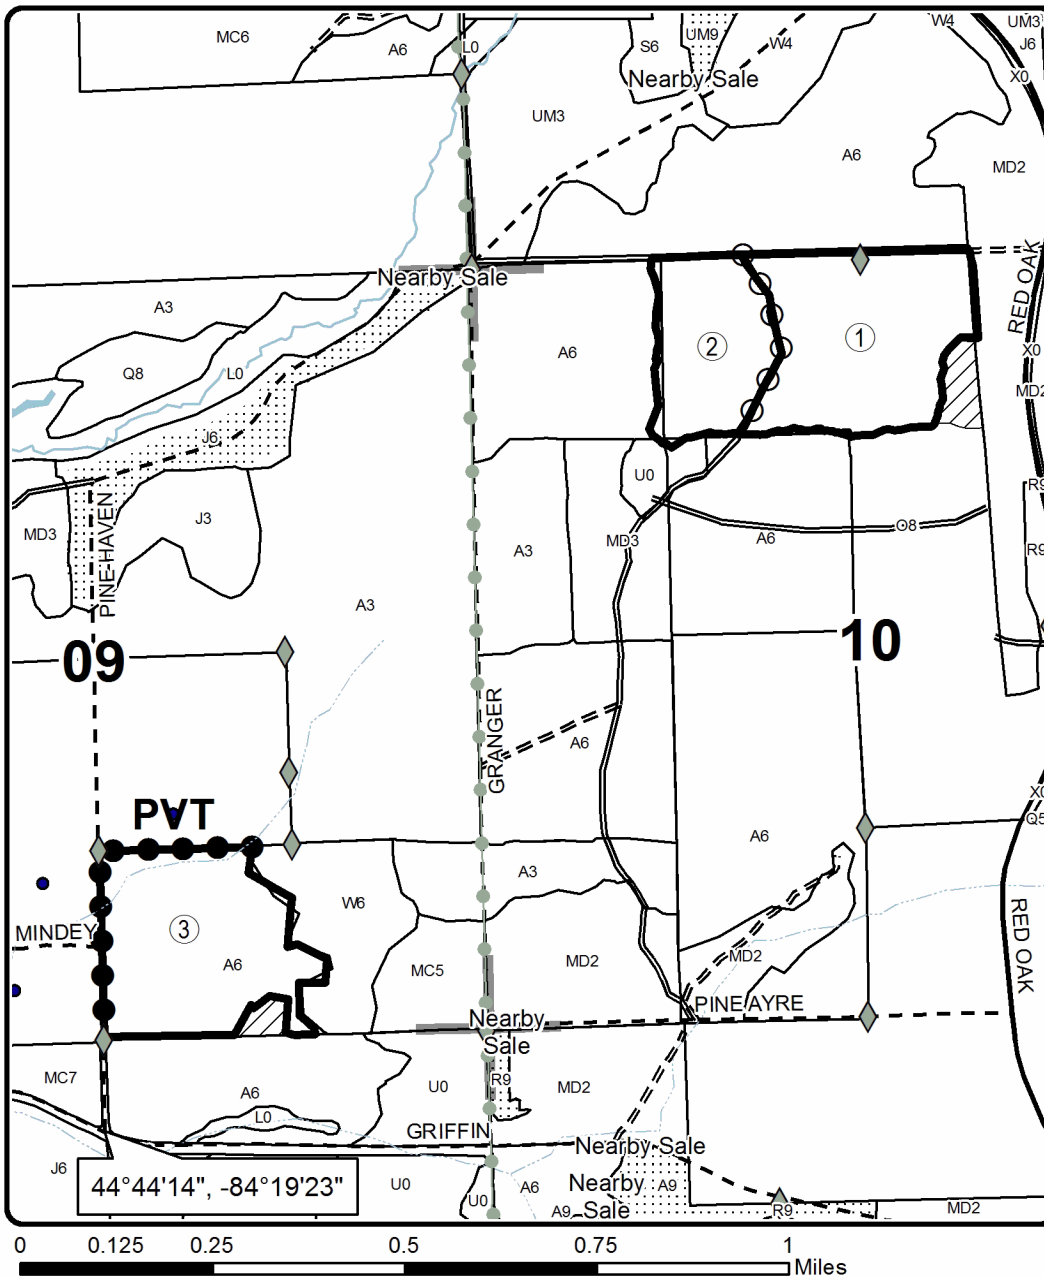 MC6
A6
L0
S6
UM9
W4
W4
UM3
J6
X0
Nearby Sale
UM3
A6
MD2
RED OAK
Nearby Sale
A3
A6
2
1
X0
Q8
L0
MD2
J6
U0
R9
MD3
J3
PINE HAVEN
A3
MD3
A6
O8
R9
A3
09
10
GRANGER
A6
X0
Q5
PVT
A6
A3
MINDEY
3
W6
A6
MC5
MD2
MD2
RED OAK
PINE AYRE
Nearby
Sale
MC7
A6
U0
R9
MD2
L0
GRIFFIN
Nearby Sale
J6
44°44'14", -84°19'23"
U0
U0
A6
Nearby
Sale
A9
A9
R9
MD2
0 0.125 0.25 0.5 0.75 1
Miles